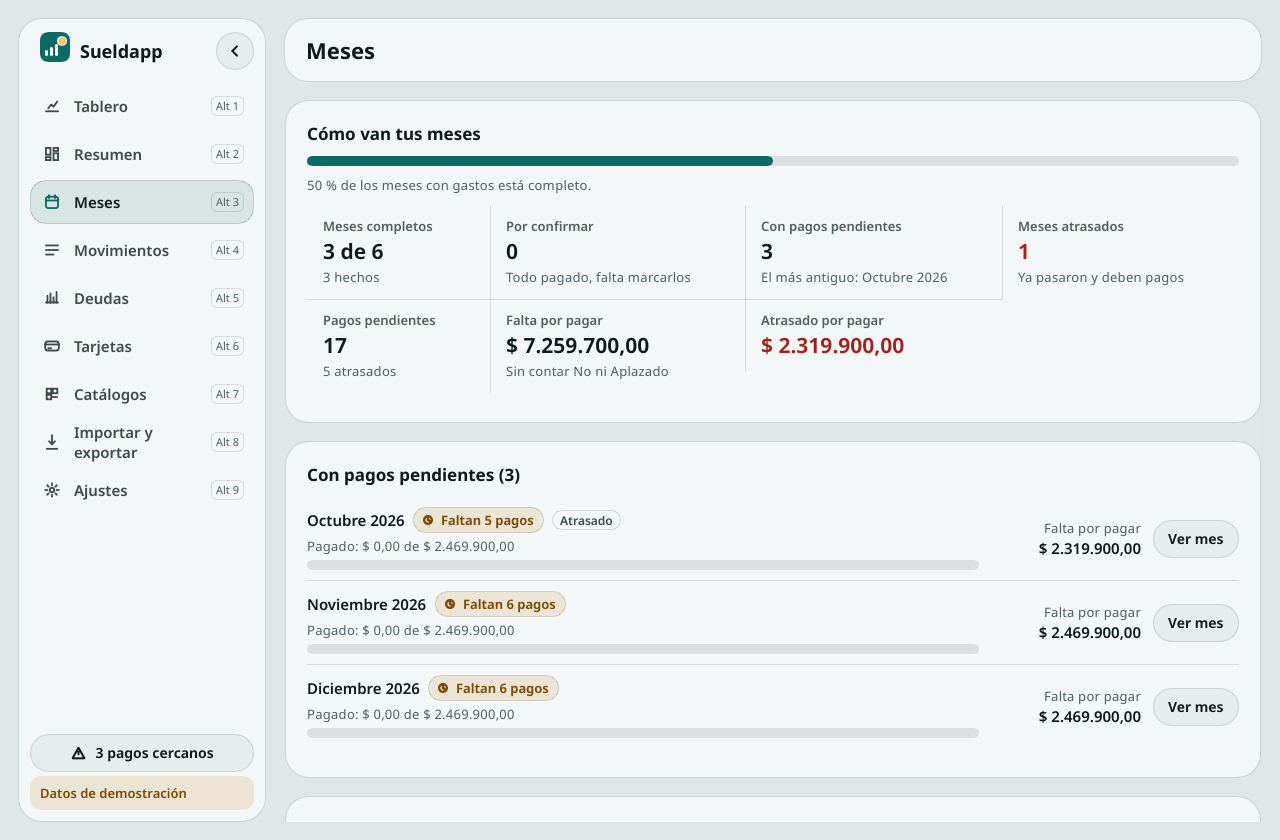 Sueldapp
Tablero Alt 1
Resumen Alt 2
Meses Alt 3
Movimientos Alt 4
Deudas Alt 5
Tarjetas Alt 6
Catálogos Alt 7
Importar y
exportar Alt 8
Ajustes Alt 9
3 pagos cercanos
Datos de demostración
Meses
Cómo van tus meses
50 % de los meses con gastos está completo.
Meses completos
3 de 6
3 hechos
Por confirmar
0
Todo pagado, falta marcarlos
Con pagos pendientes
3
El más antiguo: Octubre 2026
Meses atrasados
1
Ya pasaron y deben pagos
Pagos pendientes
17
5 atrasados
Falta por pagar
$ 7.259.700,00
Sin contar No ni Aplazado
Atrasado por pagar
$ 2.319.900,00
Con pagos pendientes (3)
Octubre 2026 Faltan 5 pagos Atrasado
Pagado: $ 0,00 de $ 2.469.900,00
Falta por pagar
$ 2.319.900,00
Ver mes
Noviembre 2026 Faltan 6 pagos
Pagado: $ 0,00 de $ 2.469.900,00
Falta por pagar
$ 2.469.900,00
Ver mes
Diciembre 2026 Faltan 6 pagos
Pagado: $ 0,00 de $ 2.469.900,00
Falta por pagar
$ 2.469.900,00
Ver mes